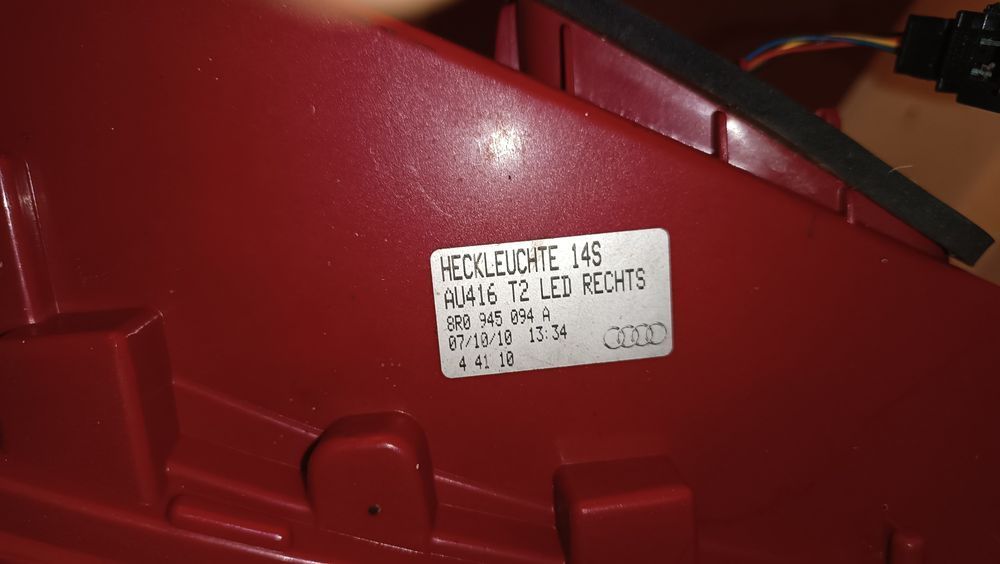 HECKLEUCHTE 14S
AU416 T2 LED RECHTS
8R0 945 094 A
07/10/10 13:34
4 41 10